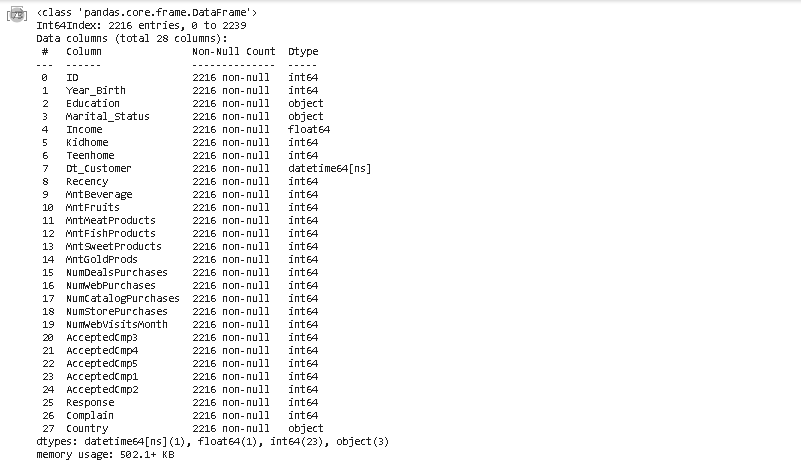 [75]
<class 'pandas.core.frame.DataFrame'>
Int64Index: 2216 entries, 0 to 2239
Data columns (total 28 columns):
 #   Column               Non-Null Count  Dtype
---  ------               --------------  -----
 0   ID                   2216 non-null   int64
 1   Year_Birth           2216 non-null   int64
 2   Education            2216 non-null   object
 3   Marital_Status       2216 non-null   object
 4   Income               2216 non-null   float64
 5   Kidhome              2216 non-null   int64
 6   Teenhome             2216 non-null   int64
 7   Dt_Customer          2216 non-null   datetime64[ns]
 8   Recency              2216 non-null   int64
 9   MntBeverage          2216 non-null   int64
 10  MntFruits            2216 non-null   int64
 11  MntMeatProducts      2216 non-null   int64
 12  MntFishProducts      2216 non-null   int64
 13  MntSweetProducts     2216 non-null   int64
 14  MntGoldProds         2216 non-null   int64
 15  NumDealsPurchases    2216 non-null   int64
 16  NumWebPurchases      2216 non-null   int64
 17  NumCatalogPurchases  2216 non-null   int64
 18  NumStorePurchases    2216 non-null   int64
 19  NumWebVisitsMonth    2216 non-null   int64
 20  AcceptedCmp3         2216 non-null   int64
 21  AcceptedCmp4         2216 non-null   int64
 22  AcceptedCmp5         2216 non-null   int64
 23  AcceptedCmp1         2216 non-null   int64
 24  AcceptedCmp2         2216 non-null   int64
 25  Response             2216 non-null   int64
 26  Complain             2216 non-null   int64
 27  Country              2216 non-null   object
dtypes: datetime64[ns](1), float64(1), int64(23), object(3)
memory usage: 502.1+ KB